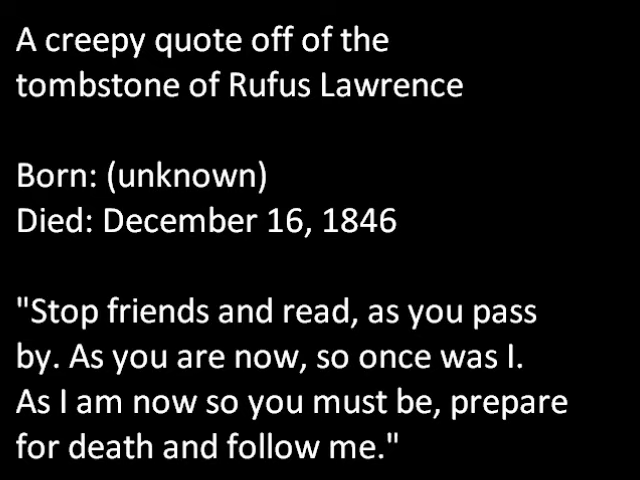 A creepy quote off of the
tombstone of Rufus Lawrence
Born: (unknown)
Died: December 16, 1846
"Stop friends and read, as you pass
by. As you are now, so once was I.
As I am now so you must be, prepare
for death and follow me."